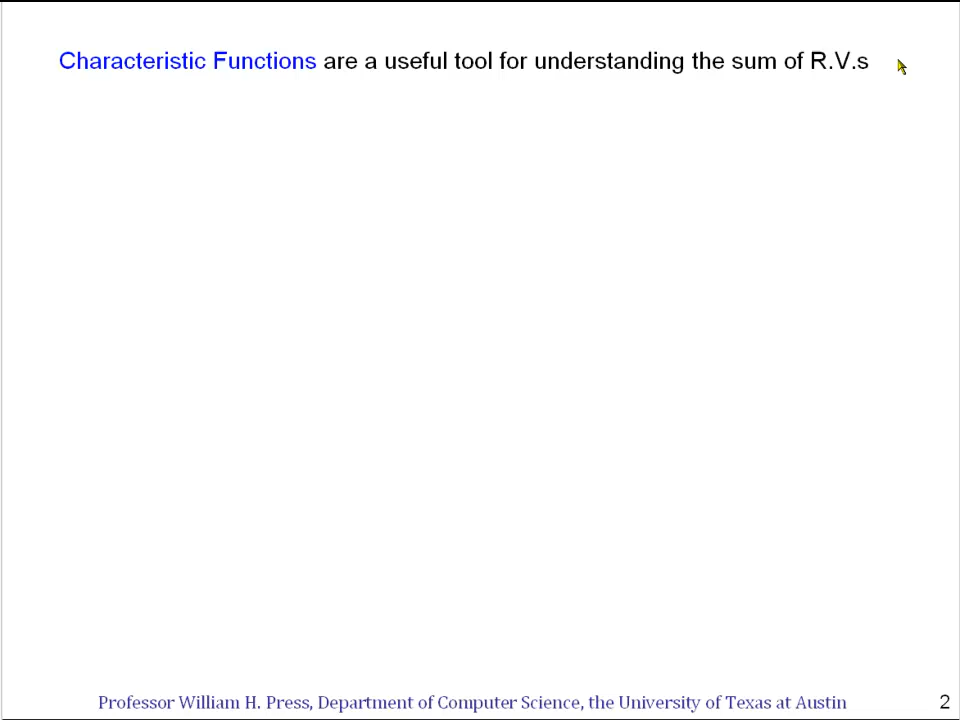 Characteristic Functions are a useful tool for understanding the sum of R.V.s
Professor William H. Press, Department of Computer Science, the University of Texas at Austin
2